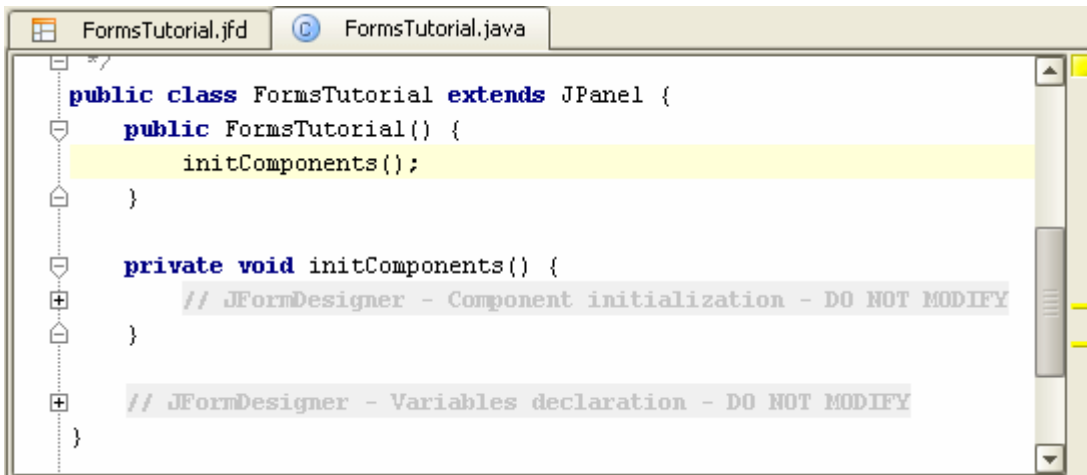 FormsTutorial.jfd
C FormsTutorial.java
*/
public class FormsTutorial extends JPanel {
public FormsTutorial() {
initComponents();
}
private void initComponents() {
// JFormDesigner - Component initialization - DO NOT MODIFY
}
// JFormDesigner - Variables declaration - DO NOT MODIFY
}